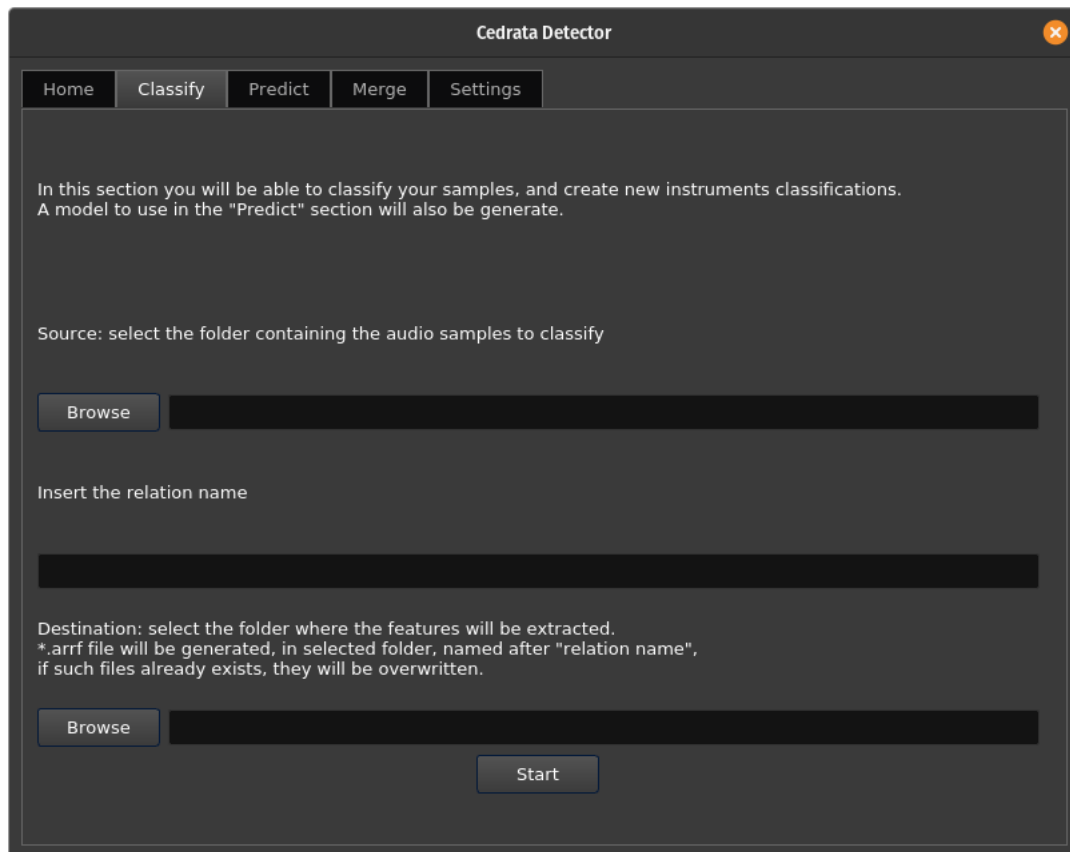 Cedrata Detector
Home Classify Predict Merge Settings
In this section you will be able to classify your samples, and create new instruments classifications.
A model to use in the "Predict" section will also be generate.
Source: select the folder containing the audio samples to classify
Browse
Insert the relation name
Destination: select the folder where the features will be extracted.
*.arrf file will be generated, in selected folder, named after "relation name",
if such files already exists, they will be overwritten.
Browse
Start